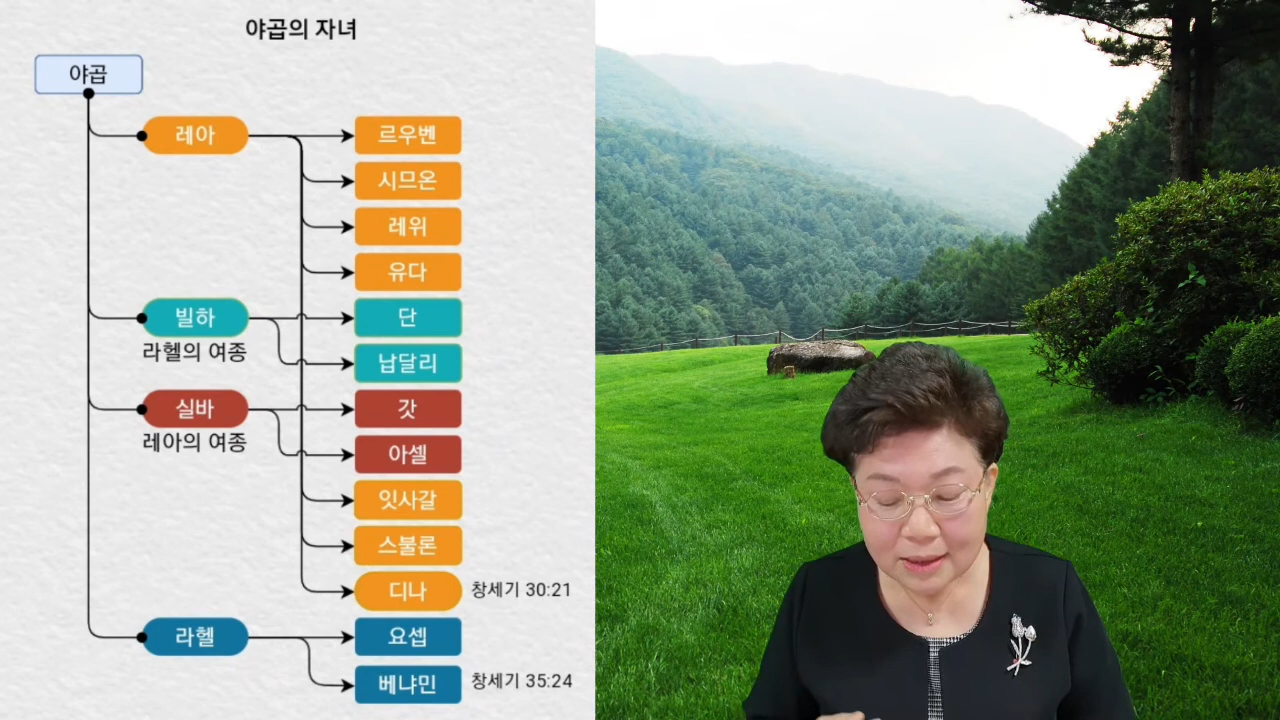 야곱의 자녀
야곱
레아
르우벤
시므온
레위
유다
빌하
라헬의 여종
단
납달리
실바
레아의 여종
갓
아셀
잇사갈
스불론
디나
창세기 30:21
라헬
요셉
베냐민
창세기 35:24